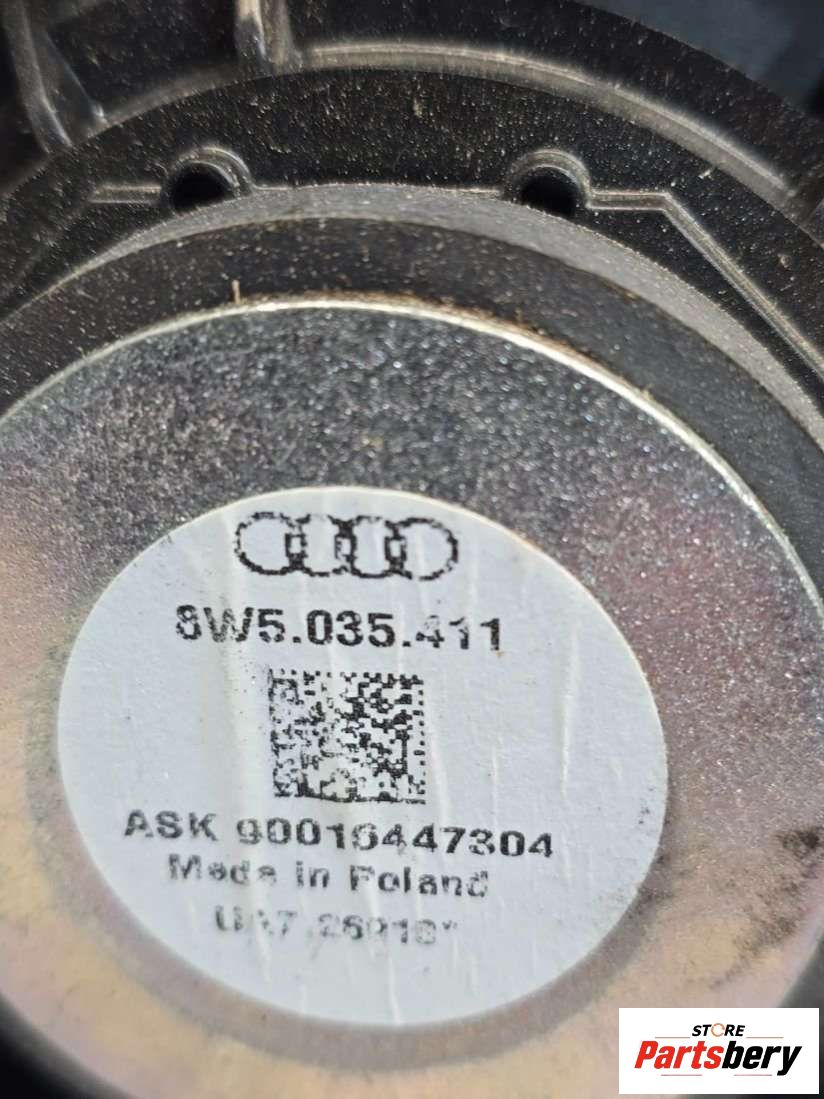 8W5.035.411
ASK 90016447304
Made in Poland
STORE
Partsbery